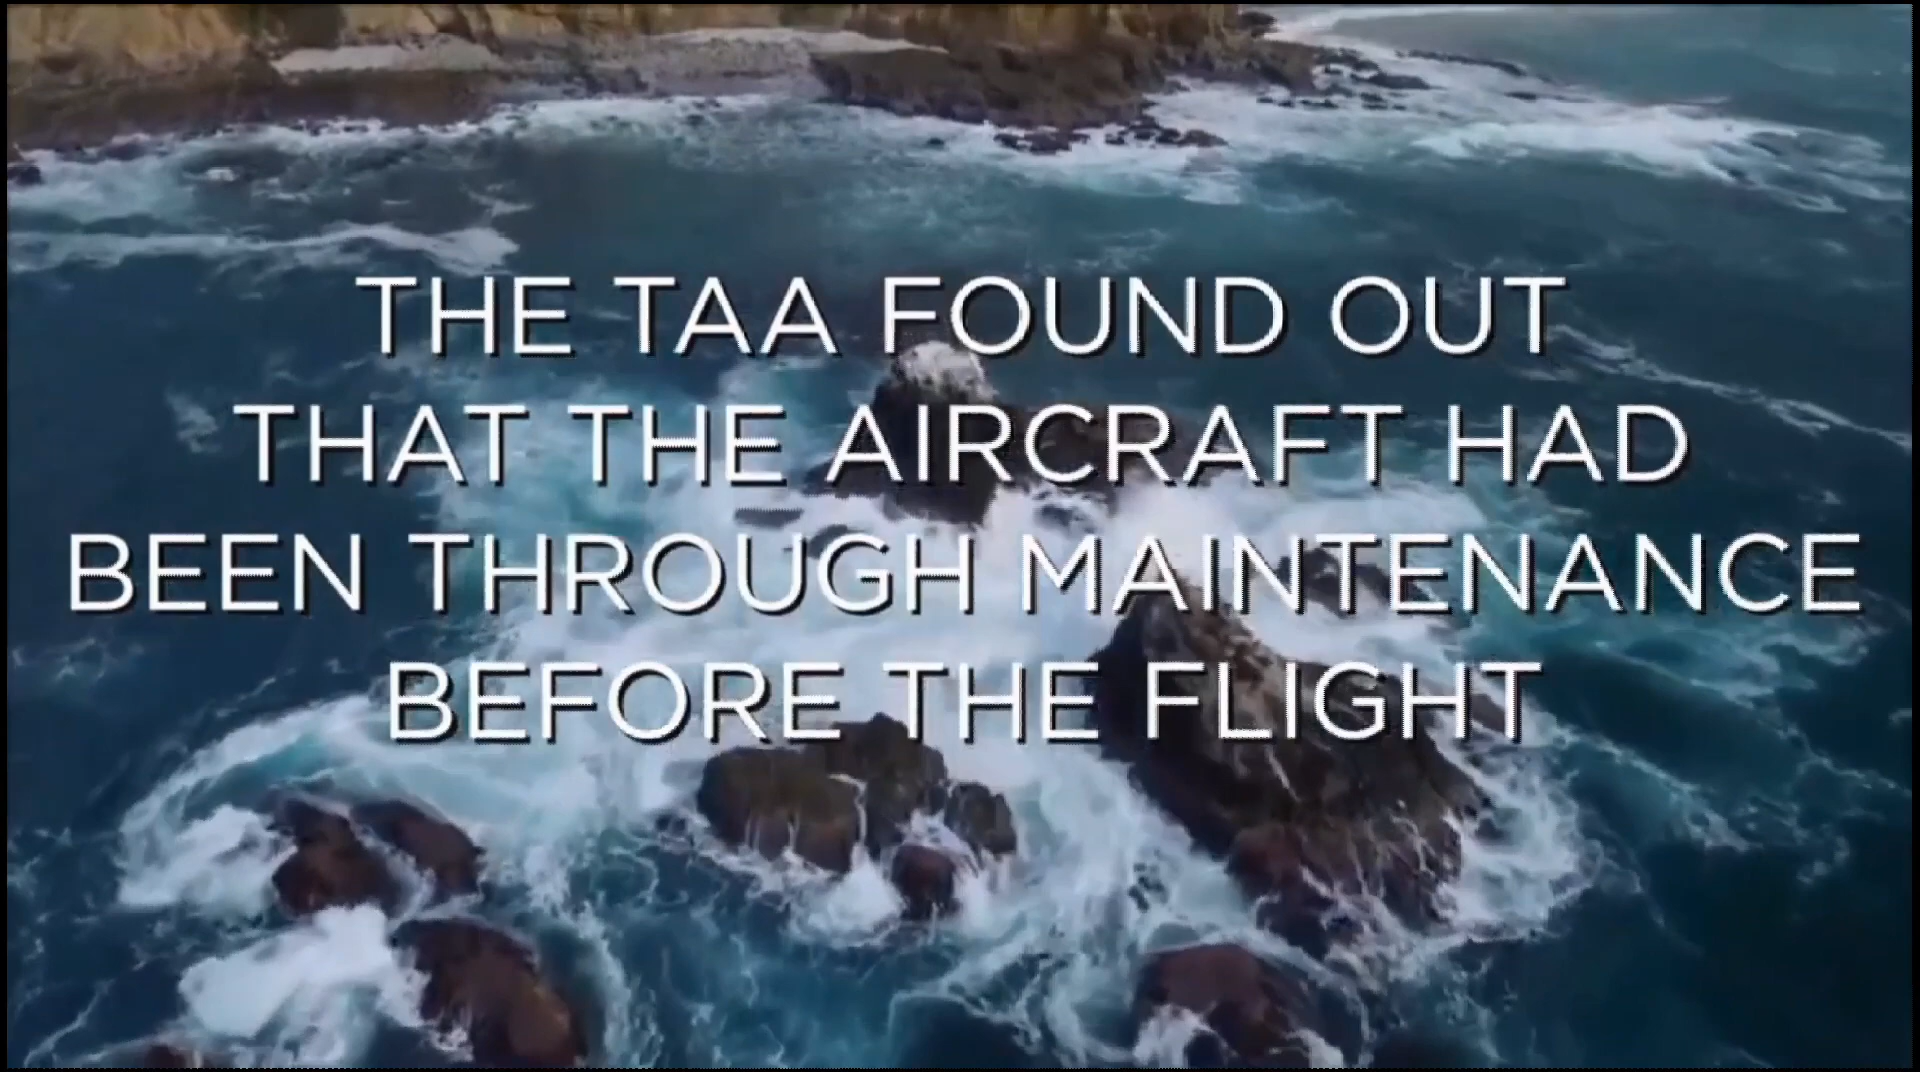 THE TAA FOUND OUT
THAT THE AIRCRAFT HAD
BEEN THROUGH MAINTENANCE
BEFORE THE FLIGHT